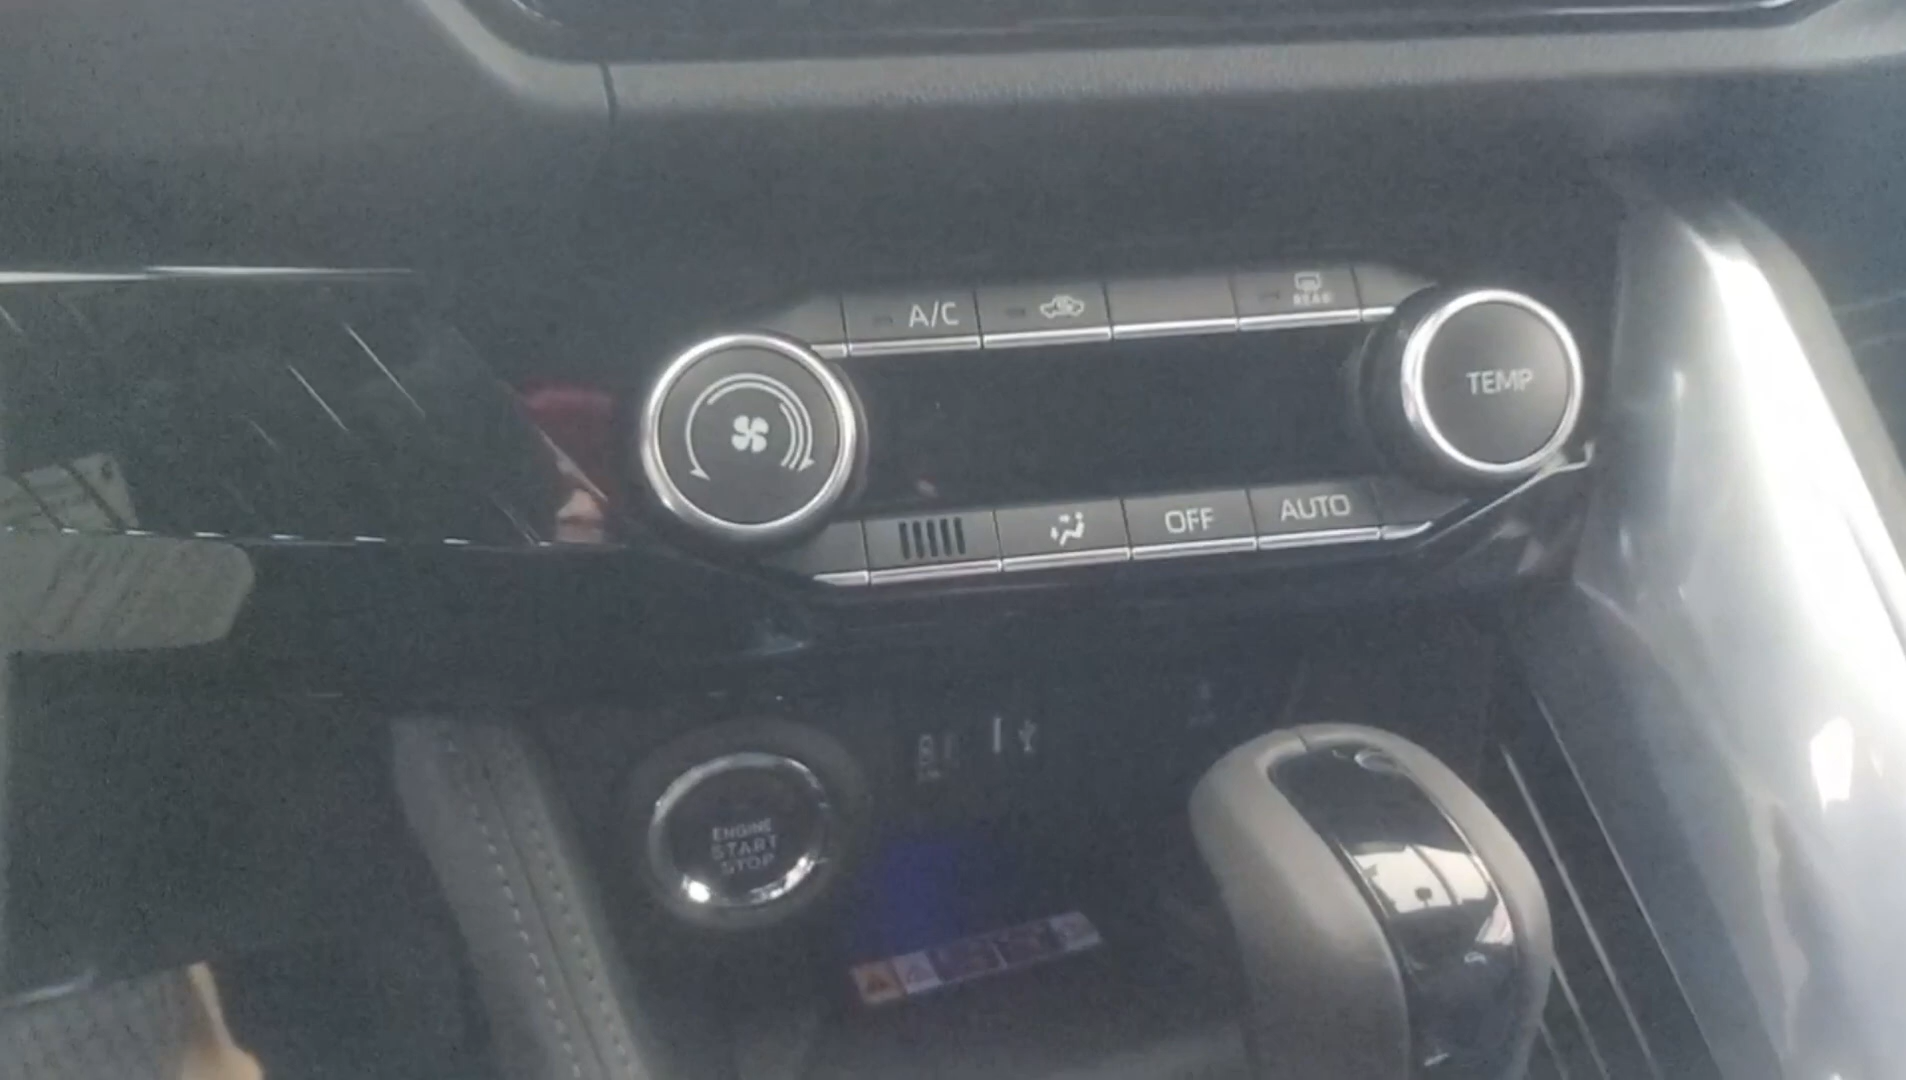 A/C
REAR
TEMP
OFF
AUTO
ENGINE
START
STOP